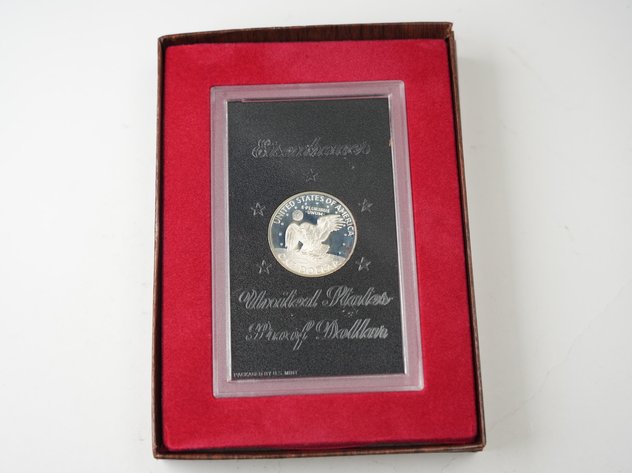 Eisenhower
UNITED STATES OF AMERICA
E PLURIBUS
UNUM
ONE DOLLAR
United States
Proof Dollar
PACKAGED BY U.S. MINT